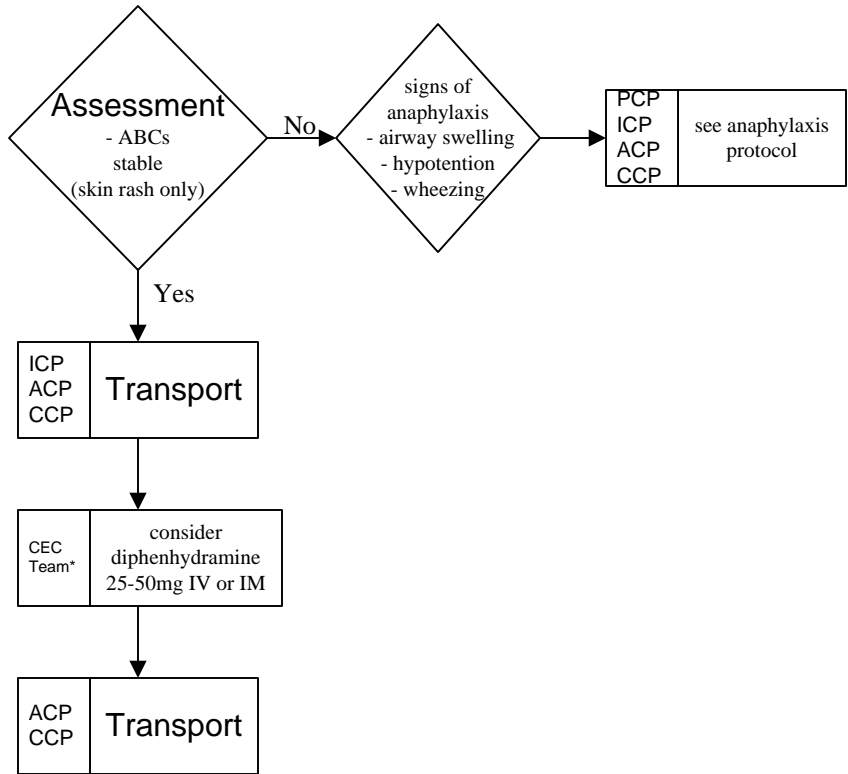 Assessment
- ABCs
stable
(skin rash only)
No
signs of
anaphylaxis
- airway swelling
- hypotention
- wheezing
PCP
ICP
ACP
CCP
see anaphylaxis
protocol
Yes
ICP
ACP
CCP
Transport
CEC
Team*
consider
diphenhydramine
25-50mg IV or IM
ACP
CCP
Transport